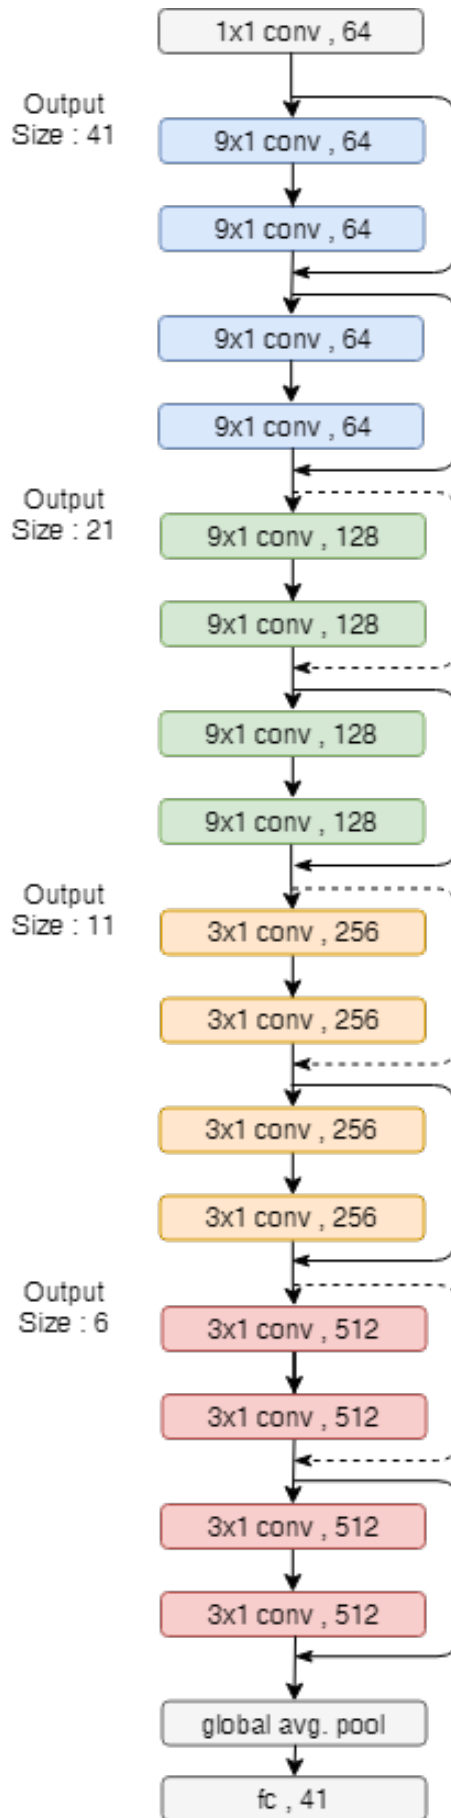 1x1 conv , 64
Output
Size : 41
9x1 conv , 64
9x1 conv , 64
9x1 conv , 64
9x1 conv , 64
Output
Size : 21
9x1 conv , 128
9x1 conv , 128
9x1 conv , 128
9x1 conv , 128
Output
Size : 11
3x1 conv , 256
3x1 conv , 256
3x1 conv , 256
3x1 conv , 256
Output
Size : 6
3x1 conv , 512
3x1 conv , 512
3x1 conv , 512
3x1 conv , 512
global avg. pool
fc , 41